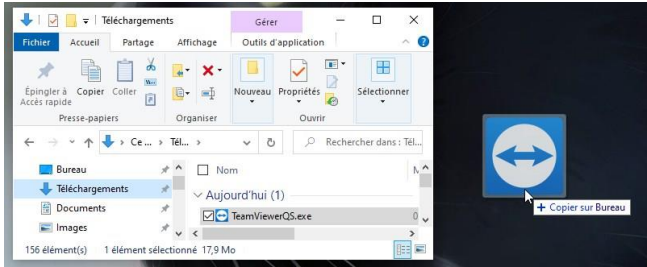 Téléchargements
Gérer
Fichier Accueil Partage Affichage Outils d'application
Épingler à Accès rapide
Copier
Coller
Nouveau
Propriétés
Sélectionner
Presse-papiers
Organiser
Ouvrir
Ce ... Tél... Rechercher dans : Tél...
Bureau
Nom
Téléchargements
Aujourd'hui (1)
Documents
TeamViewerQS.exe
Images
156 élément(s) 1 élément sélectionné 17,9 Mo
+ Copier sur Bureau